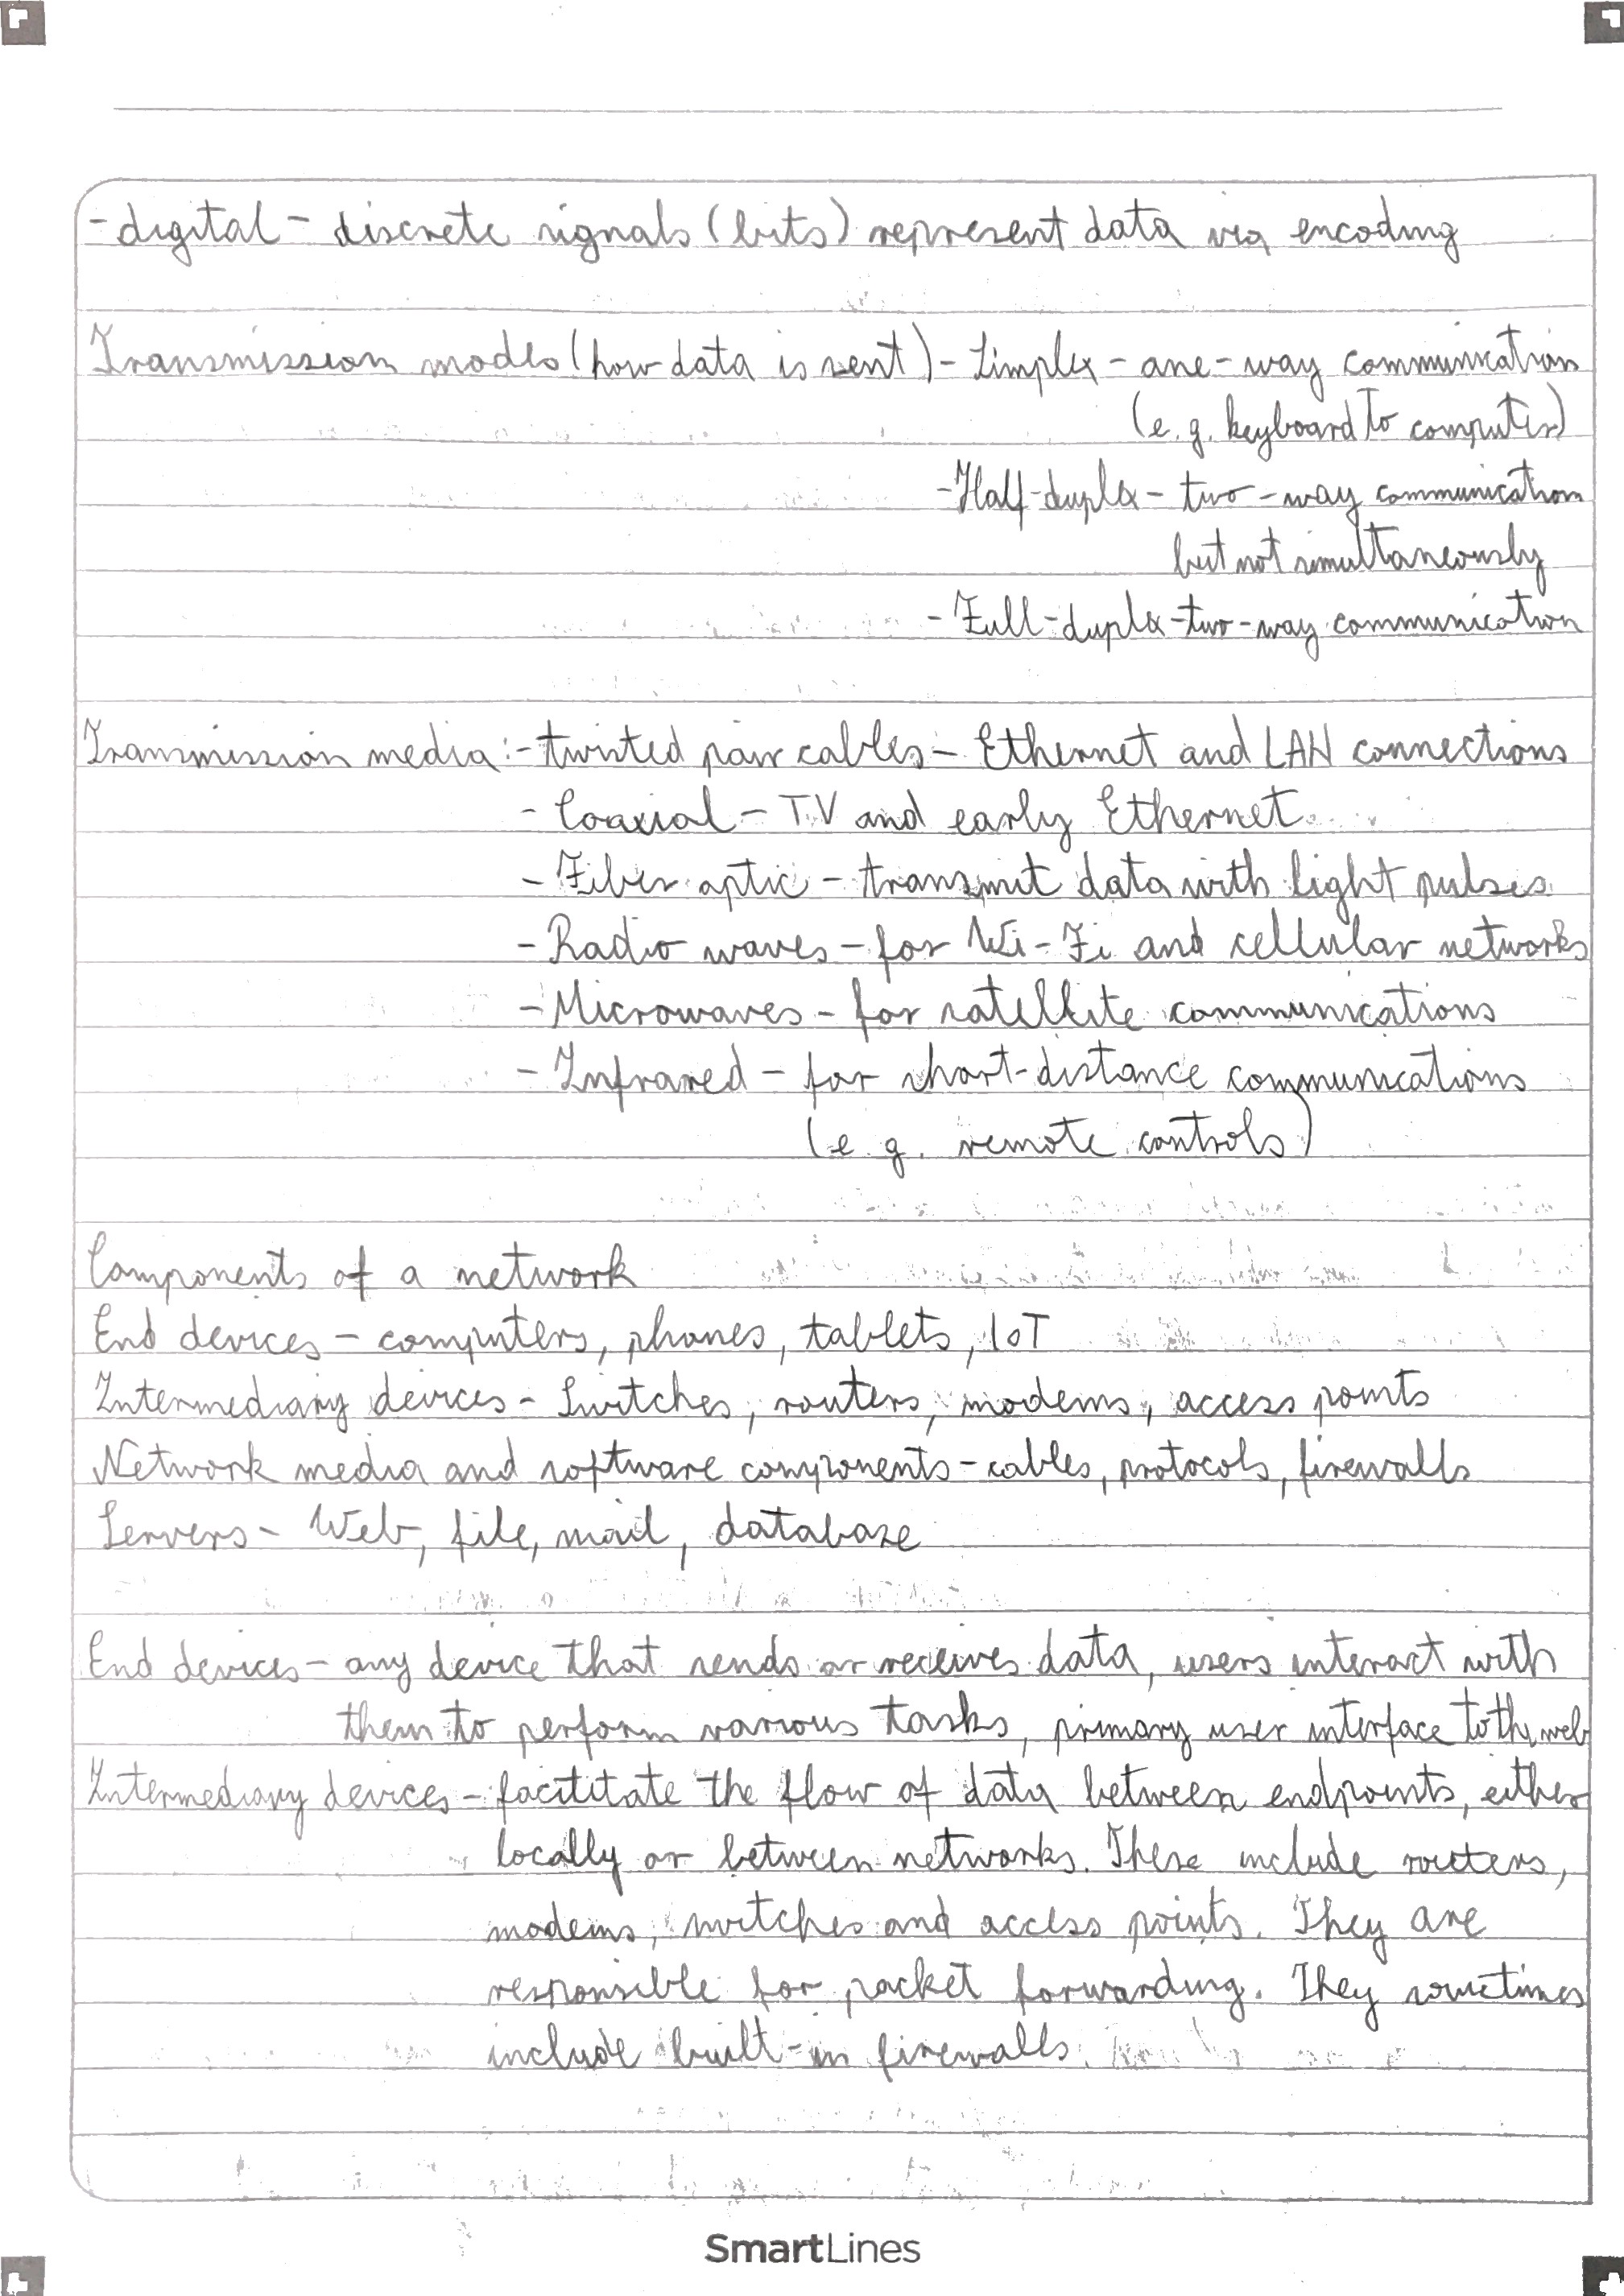 - digital - discrete signals (bits) represent data via encoding
Transmission modes (how data is sent) - Simplex - one-way communication
(e.g. keyboard to computer)
- Half-duplex - two-way communication
but not simultaneously
- Full-duplex - two-way communication
Transmission media: - twisted pair cables - Ethernet and LAN connections
- Coaxial - TV and early Ethernet
- Fiber optic - transmit data with light pulses
- Radio waves - for Wi-Fi and cellular networks
- Microwaves - for satellite communications
- Infrared - for short-distance communications
(e.g. remote controls)
Components of a network
End devices - computers, phones, tablets, IoT
Intermediary devices - Switches, routers, modems, access points
Network media and software components - cables, protocols, firewalls
Servers - Web, file, mail, database
End devices - any device that sends or receives data, users interact with
them to perform various tasks, primary user interface to the web
Intermediary devices - facilitate the flow of data between endpoints, either
locally or between networks. These include routers,
modems, switches and access points. They are
responsible for packet forwarding. They sometimes
include built-in firewalls.
SmartLines